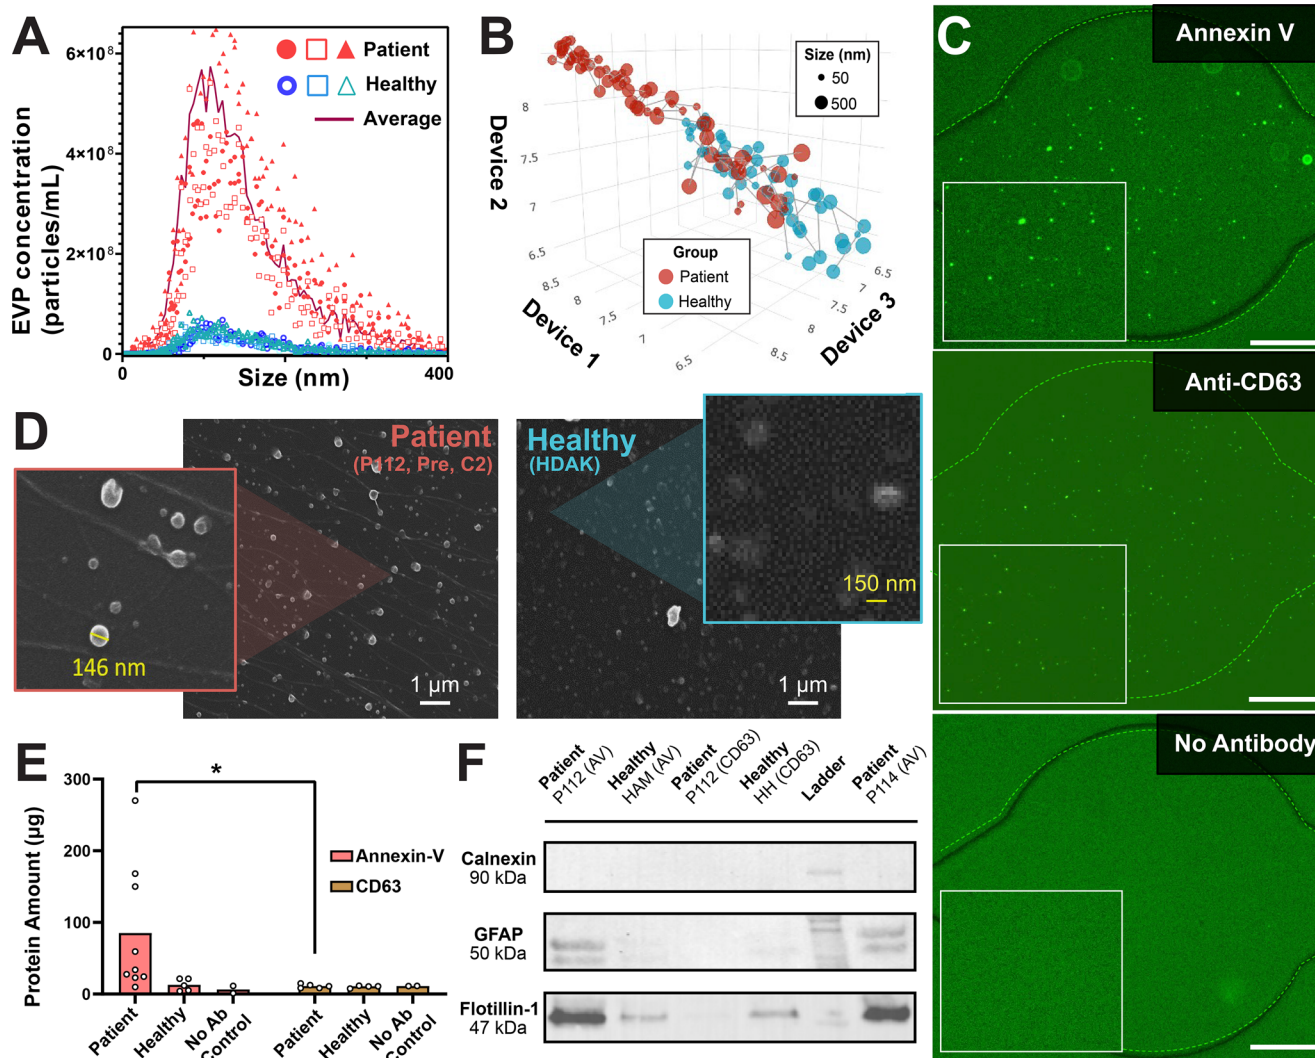 A
EVP concentration
(particles/mL)
6×10⁸
4×10⁸
2×10⁸
0
0
400
Size (nm)
Patient
Healthy
Average
B
Device 2
8
7.5
7
6.5
8.5
8
7.5
7
6.5
Device 1
8.5
8
7
6.5
Device 3
Size (nm)
50
500
Group
Patient
Healthy
C
Annexin V
Anti-CD63
No Antibody
D
Patient
(P112, Pre, C2)
146 nm
1 µm
Healthy
(HDAK)
150 nm
1 µm
E
Protein Amount (µg)
300
200
100
0
*
Annexin-V
CD63
Patient
Healthy
No Ab
Control
Patient
Healthy
No Ab
Control
F
Patient
P112 (AV)
Healthy
HAM (AV)
Patient
P112 (CD63)
Healthy
HH (CD63)
Ladder
Patient
P114 (AV)
Calnexin
90 kDa
GFAP
50 kDa
Flotillin-1
47 kDa